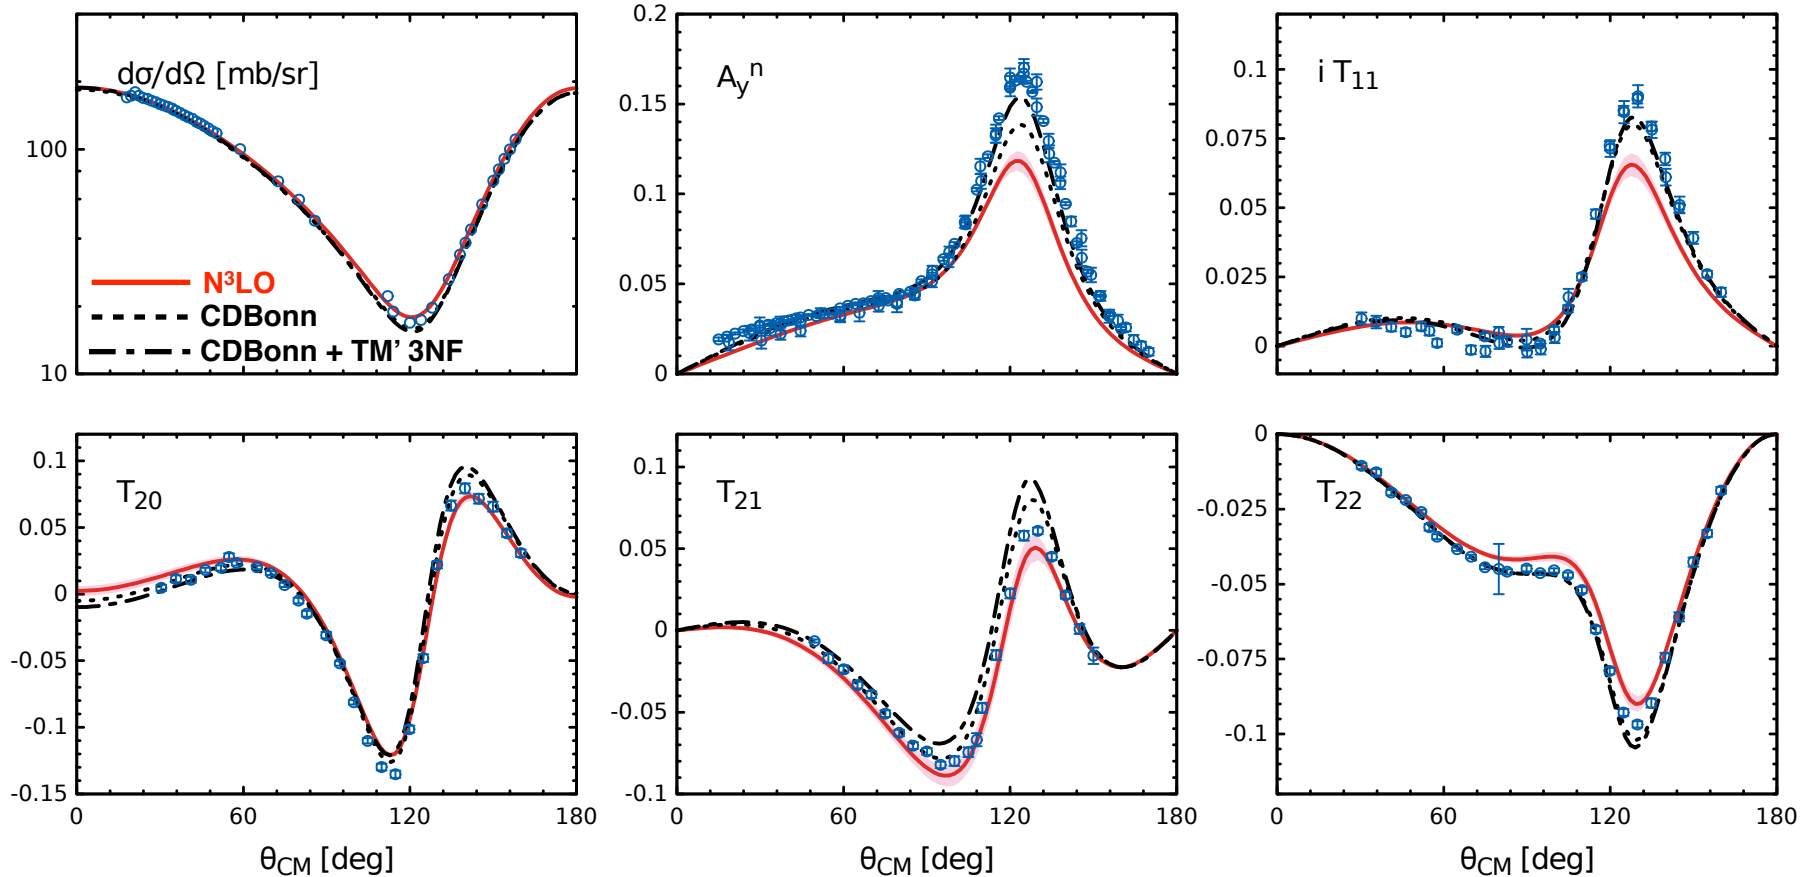 dσ/dΩ [mb/sr]
100
10
N³LO
CDBonn
CDBonn + TM’ 3NF
A_y^n
0.2
0.15
0.1
0.05
0
i T₁₁
0.1
0.075
0.05
0.025
0
T₂₀
0.1
0.05
0
-0.05
-0.1
-0.15
0 60 120 180
θ_CM [deg]
T₂₁
0.1
0.05
0
-0.05
-0.1
0 60 120 180
θ_CM [deg]
T₂₂
0
-0.025
-0.05
-0.075
-0.1
0 60 120 180
θ_CM [deg]